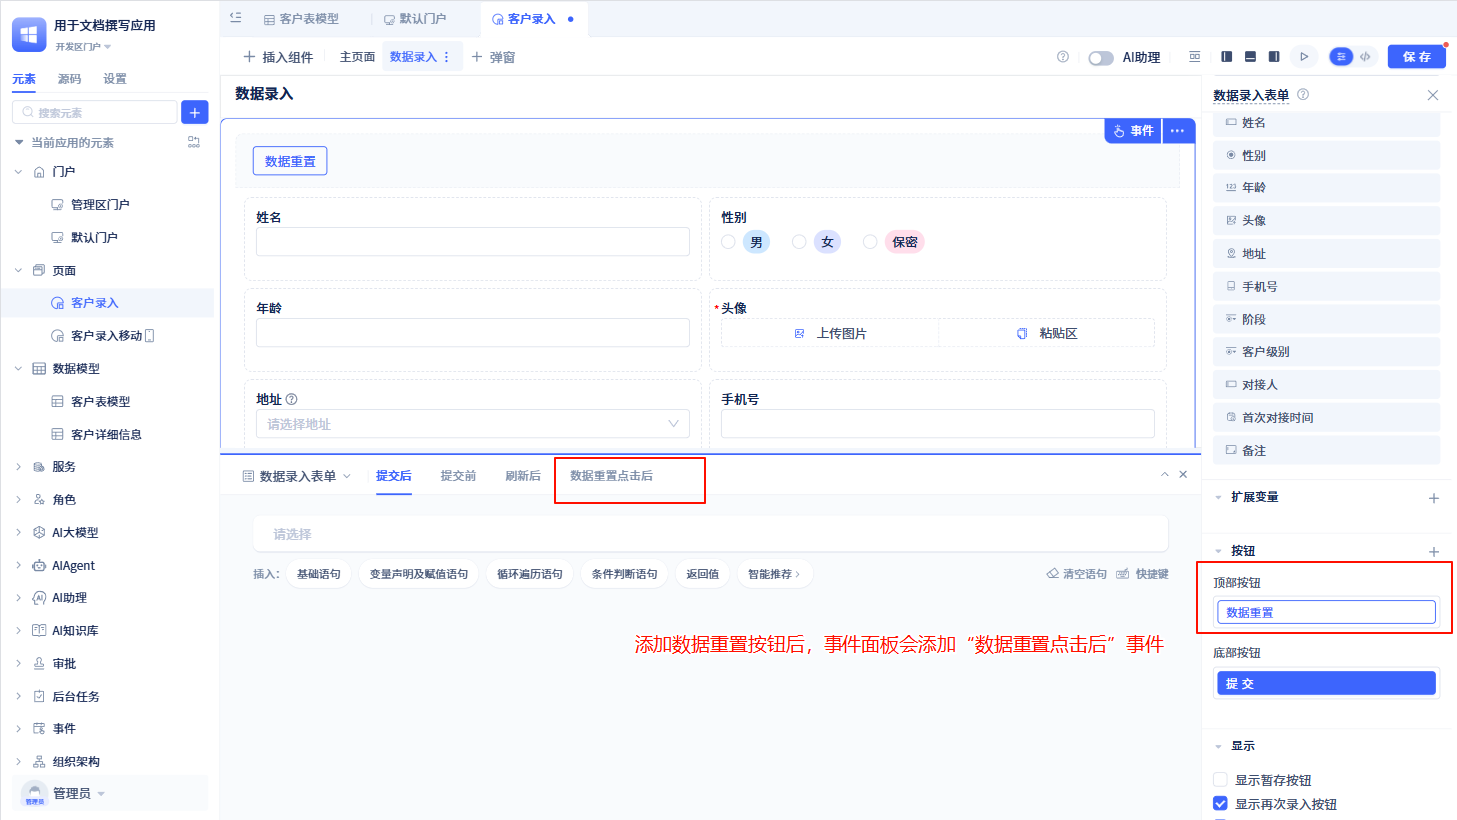 用于文档撰写应用
开发区门户
元素 源码 设置
搜索元素
当前应用的元素
门户
管理区门户
默认门户
页面
客户录入
客户录入移动
数据模型
客户表模型
客户详细信息
服务
角色
AI大模型
AIAgent
AI助理
AI知识库
审批
后台任务
事件
组织架构
管理员
管理员
客户表模型 默认门户 客户录入
插入组件 主页面 数据录入 弹窗 AI助理 保 存
数据录入
事件
数据重置
姓名 性别
男 女 保密
年龄 *头像
上传图片 粘贴区
地址 手机号
请选择地址
数据录入表单 提交后 提交前 刷新后 数据重置点击后
请选择
插入: 基础语句 变量声明及赋值语句 循环遍历语句 条件判断语句 返回值 智能推荐 清空语句 快捷键
添加数据重置按钮后，事件面板会添加“数据重置点击后”事件
数据录入表单
姓名
性别
123 年龄
头像
地址
手机号
阶段
客户级别
对接人
首次对接时间
备注
扩展变量
按钮
顶部按钮
数据重置
底部按钮
提 交
显示
显示暂存按钮
显示再次录入按钮